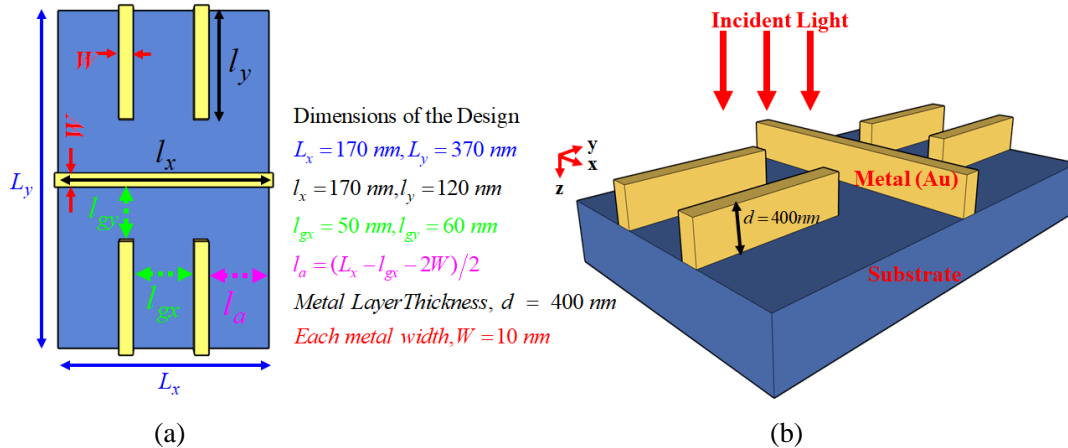 W
l_y
W
l_x
L_y
l_gy
l_gx
l_a
L_x
(a)
Dimensions of the Design
L_x = 170 nm, L_y = 370 nm
l_x = 170 nm, l_y = 120 nm
l_gx = 50 nm, l_gy = 60 nm
l_a = (L_x − l_gx − 2W)/2
Metal LayerThickness, d = 400 nm
Each metal width, W = 10 nm
Incident Light
y
x
z
Metal (Au)
d = 400nm
Substrate
(b)